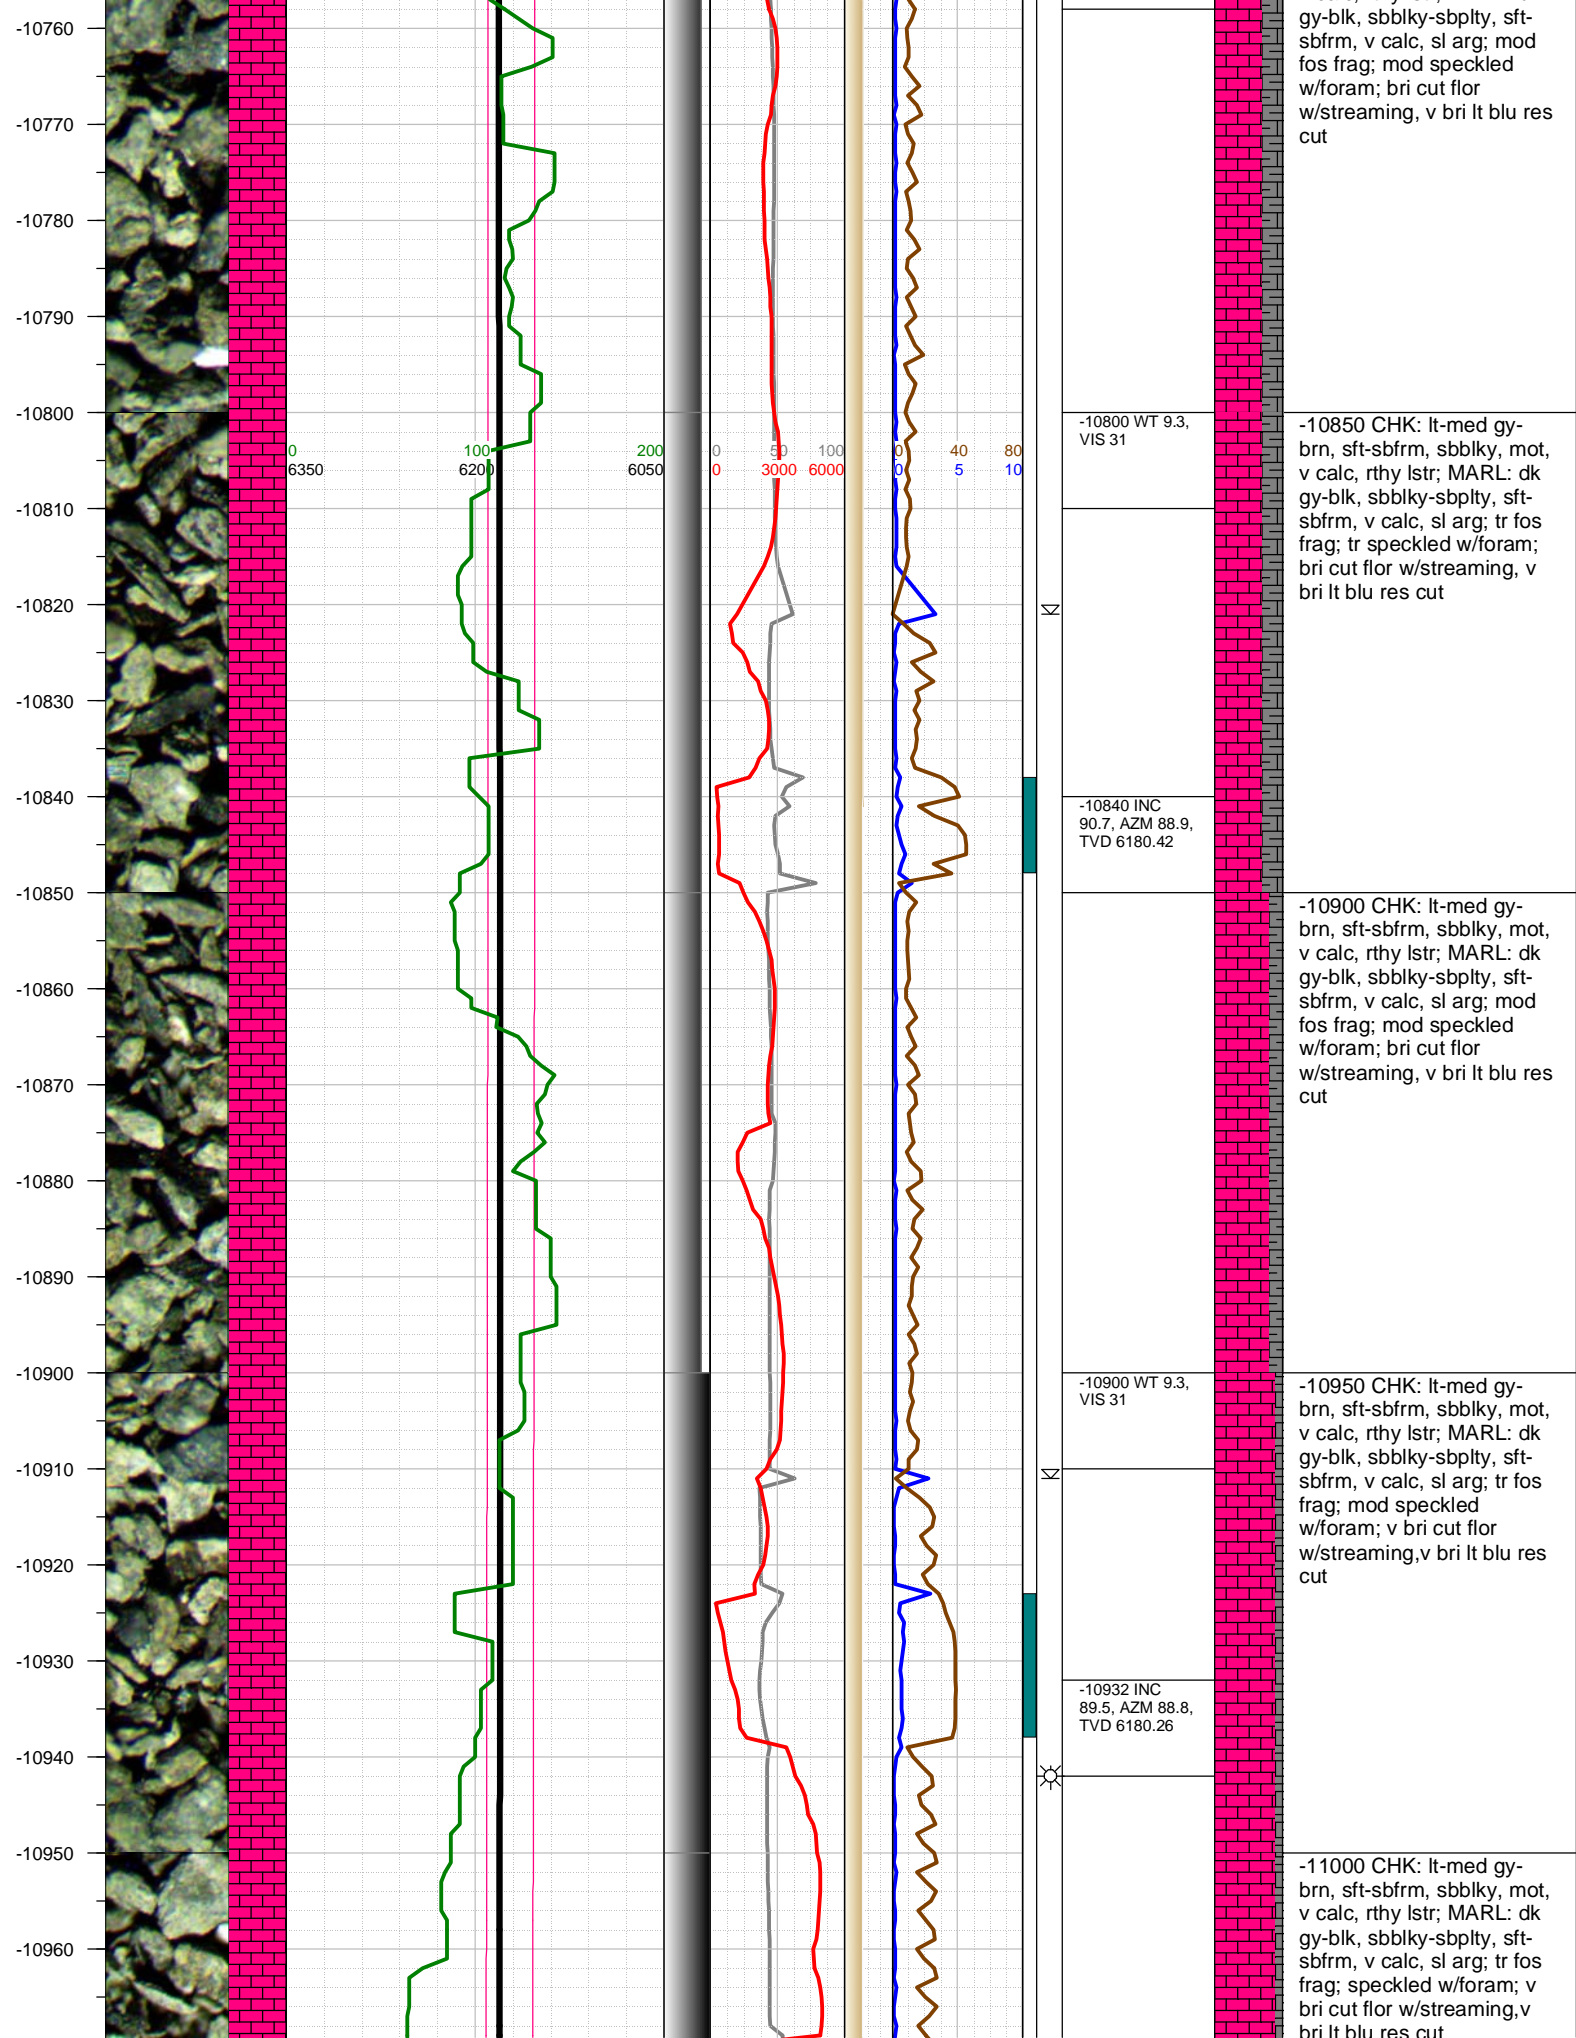 gy-blk, sbblky-sbplty, sft-
sbfrm, v calc, sl arg; mod
fos frag; mod speckled
w/foram; bri cut flor
w/streaming, v bri lt blu res
cut
-10760
-10770
-10780
-10790
-10800
-10810
-10820
-10830
-10840
-10850
-10860
-10870
-10880
-10890
-10900
-10910
-10920
-10930
-10940
-10950
-10960
0 100 200
6350 6200 6050
0 50 100
0 3000 6000
0 40 80
0 5 10
-10800 WT 9.3,
VIS 31
-10850 CHK: lt-med gy-
brn, sft-sbfrm, sbblky, mot,
v calc, rthy lstr; MARL: dk
gy-blk, sbblky-sbplty, sft-
sbfrm, v calc, sl arg; tr fos
frag; tr speckled w/foram;
bri cut flor w/streaming, v
bri lt blu res cut
-10840 INC
90.7, AZM 88.9,
TVD 6180.42
-10900 CHK: lt-med gy-
brn, sft-sbfrm, sbblky, mot,
v calc, rthy lstr; MARL: dk
gy-blk, sbblky-sbplty, sft-
sbfrm, v calc, sl arg; mod
fos frag; mod speckled
w/foram; bri cut flor
w/streaming, v bri lt blu res
cut
-10900 WT 9.3,
VIS 31
-10950 CHK: lt-med gy-
brn, sft-sbfrm, sbblky, mot,
v calc, rthy lstr; MARL: dk
gy-blk, sbblky-sbplty, sft-
sbfrm, v calc, sl arg; tr fos
frag; mod speckled
w/foram; v bri cut flor
w/streaming,v bri lt blu res
cut
-10932 INC
89.5, AZM 88.8,
TVD 6180.26
-11000 CHK: lt-med gy-
brn, sft-sbfrm, sbblky, mot,
v calc, rthy lstr; MARL: dk
gy-blk, sbblky-sbplty, sft-
sbfrm, v calc, sl arg; tr fos
frag; speckled w/foram; v
bri cut flor w/streaming,v
bri lt blu res cut